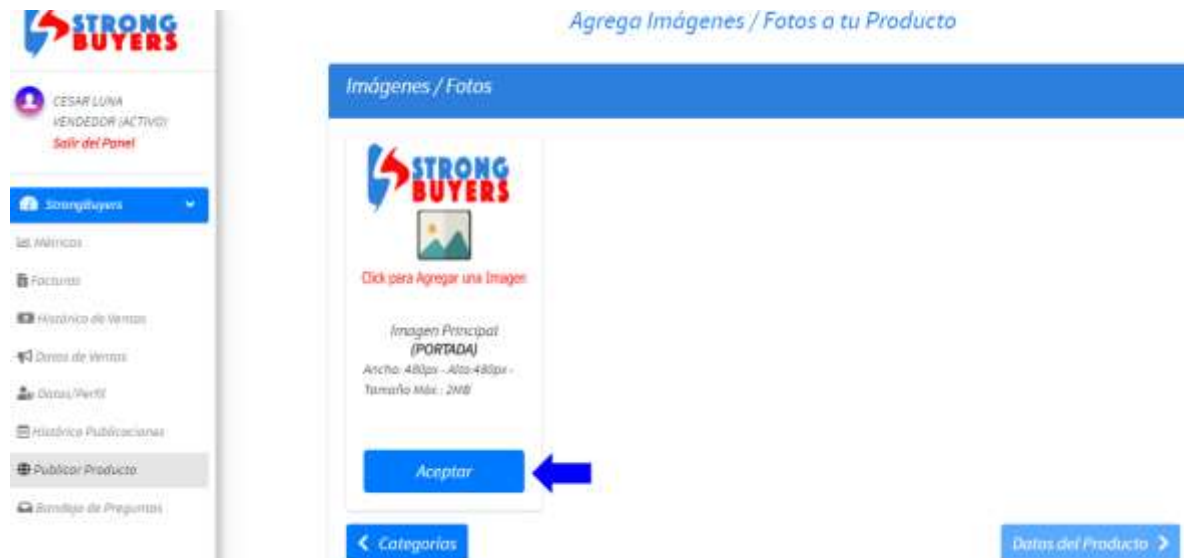 STRONG
BUYERS
CESAR LUNA
VENDEDOR (ACTIVO)
Salir del Panel
StrongBuyers
Métricas
Facturas
Histórico de Ventas
Datos de Ventas
Datos/Perfil
Histórico Publicaciones
Publicar Producto
Bandeja de Preguntas
Agrega Imágenes / Fotos a tu Producto
Imágenes / Fotos
STRONG
BUYERS
Click para Agregar una Imagen
Imagen Principal
(PORTADA)
Ancho: 480px - Alto:480px -
Tamaño Máx.: 2MB
Aceptar
Categorías
Datos del Producto